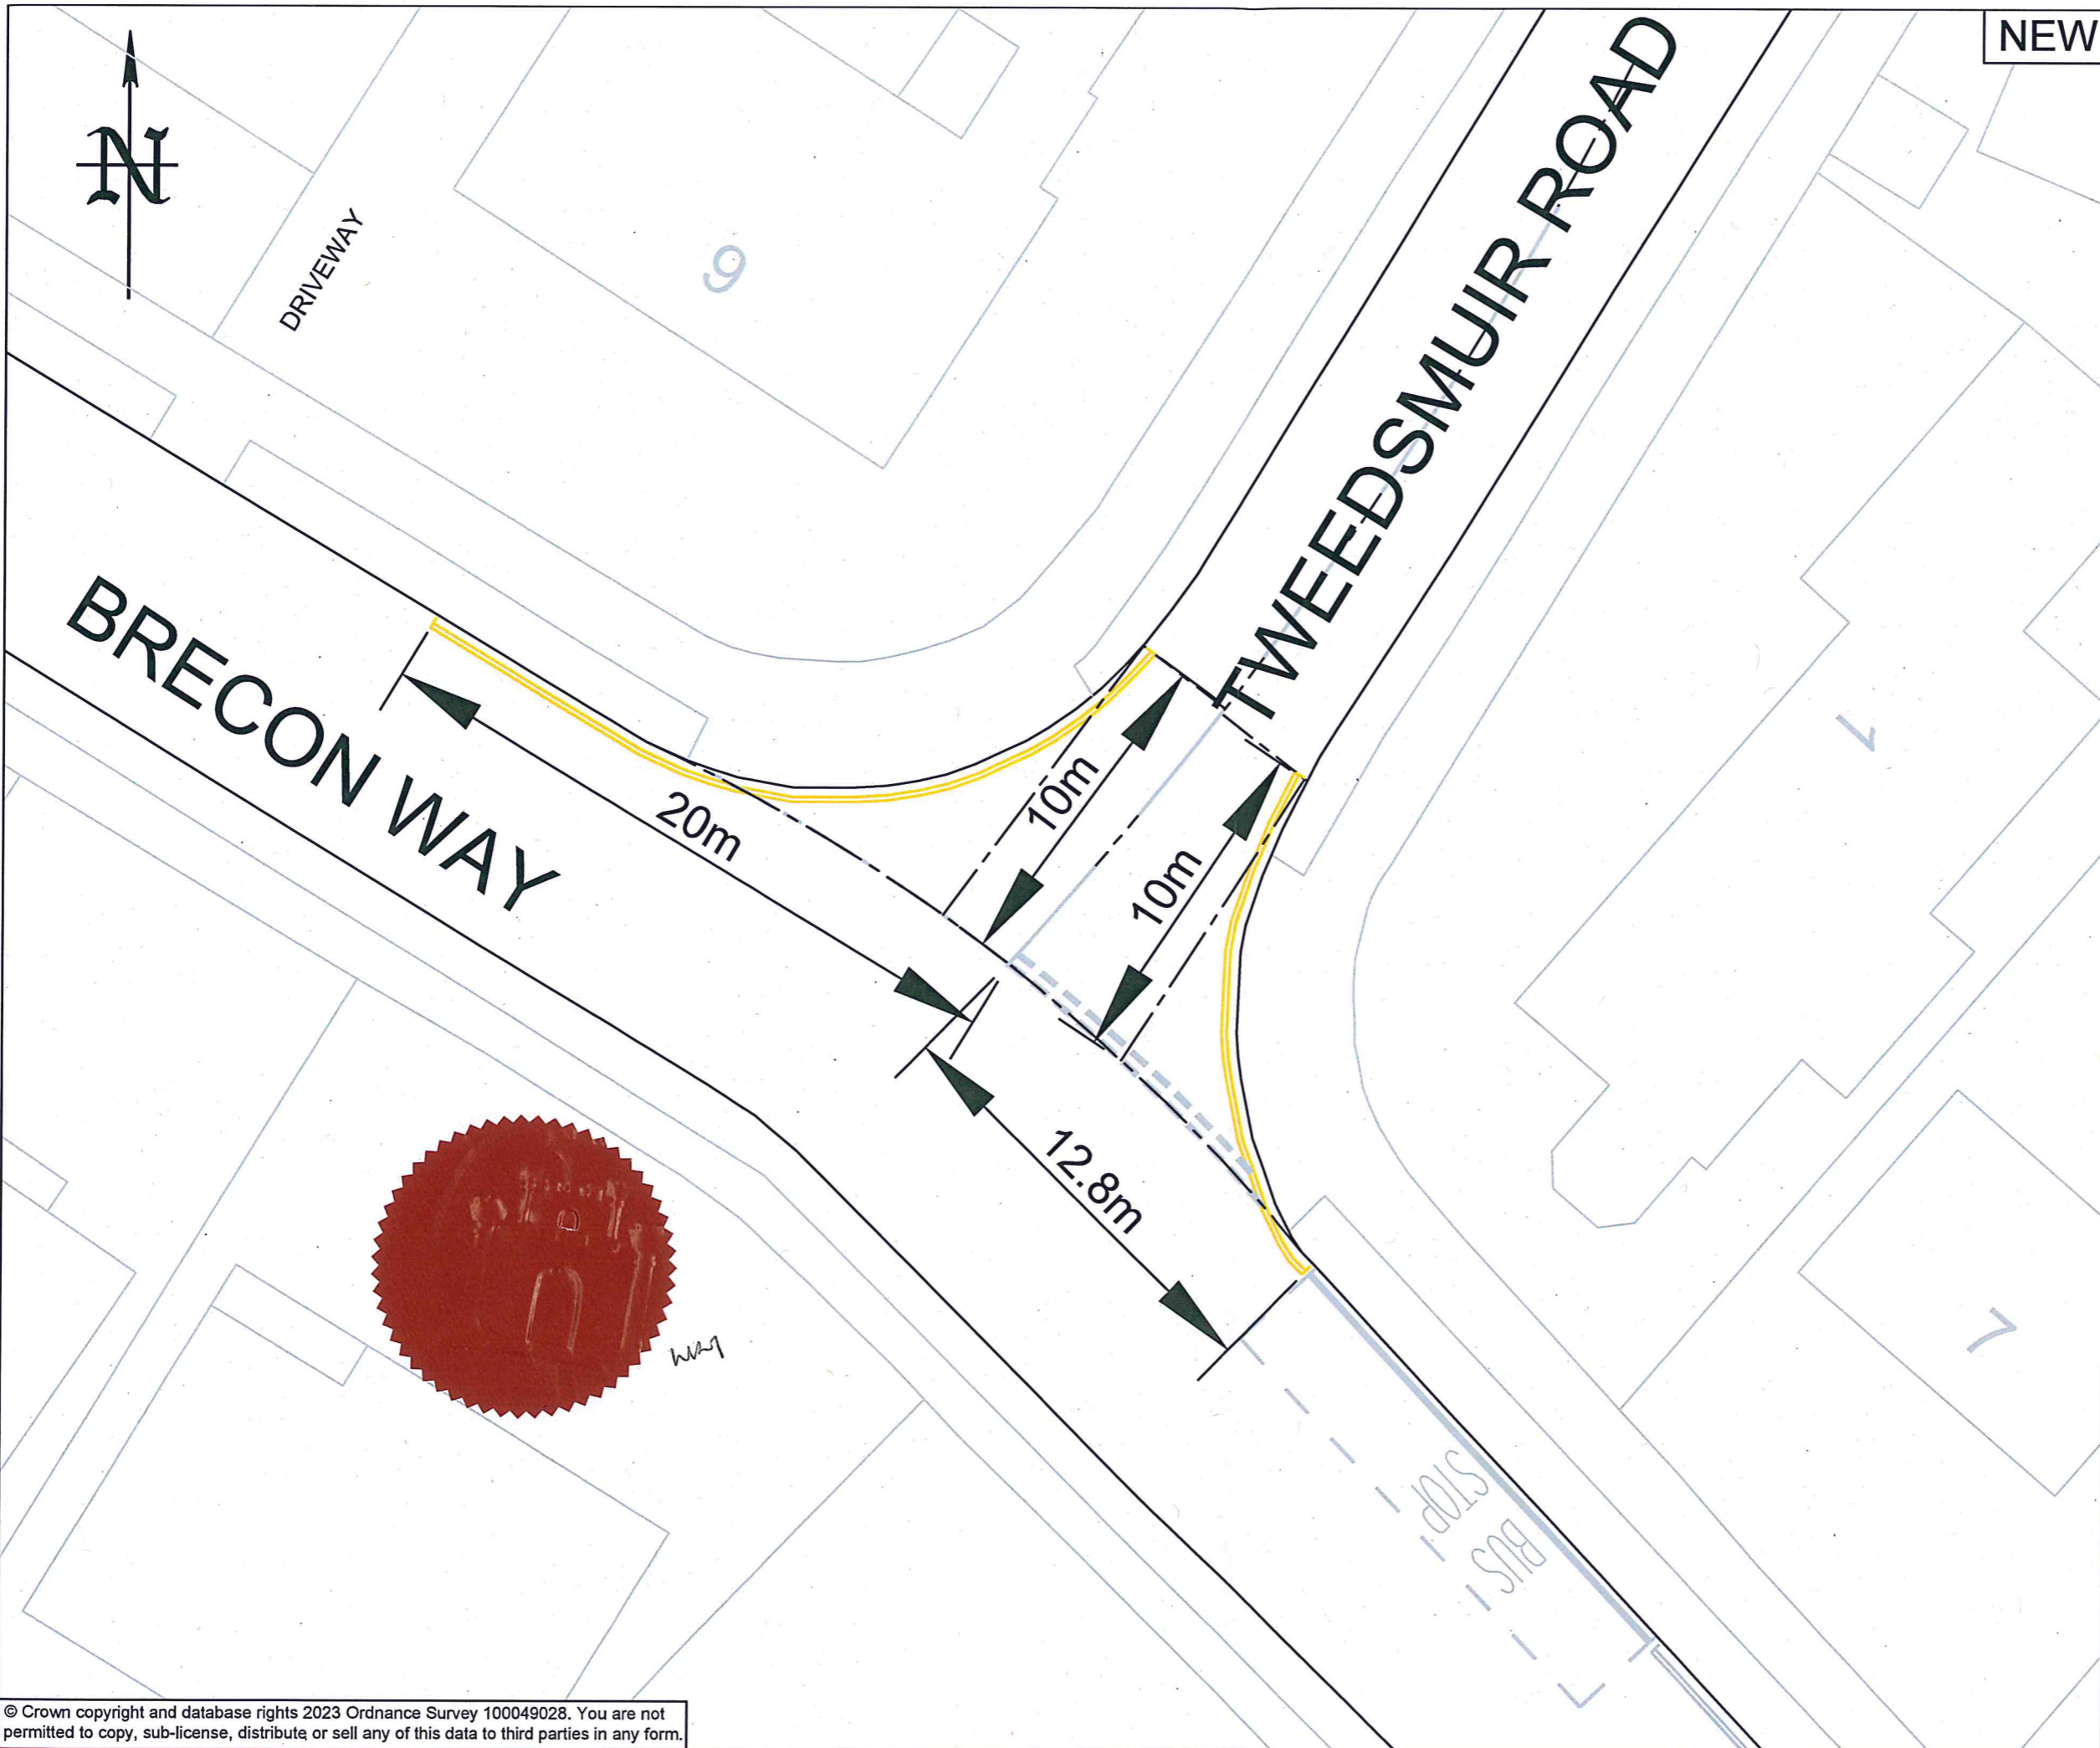 NEW
N
DRIVEWAY
9
TWEEDSMUIR ROAD
BRECON WAY
20m
10m
10m
12.8m
1
7
BUS
STOP
© Crown copyright and database rights 2023 Ordnance Survey 100049028. You are not
permitted to copy, sub-license, distribute or sell any of this data to third parties in any form.